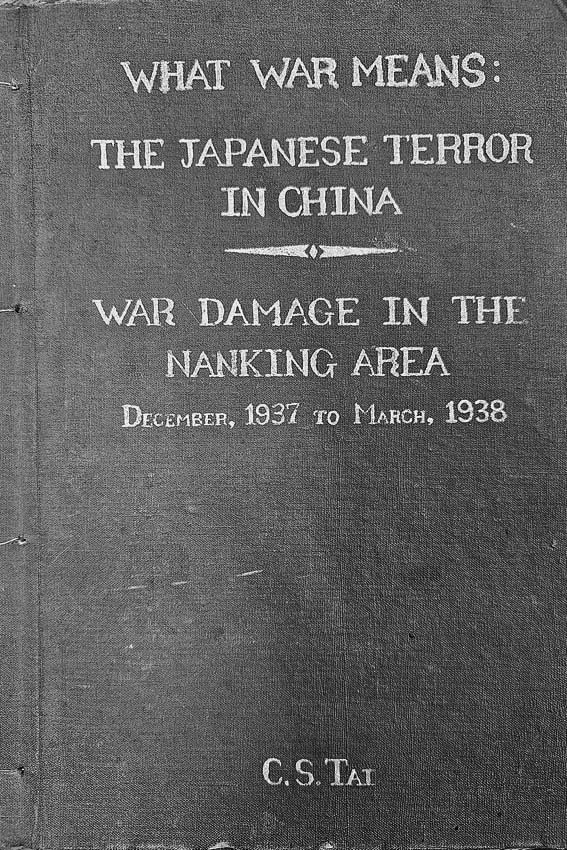 WHAT WAR MEANS:
THE JAPANESE TERROR
IN CHINA
WAR DAMAGE IN THE
NANKING AREA
DECEMBER, 1937 TO MARCH, 1938
C. S. TAI